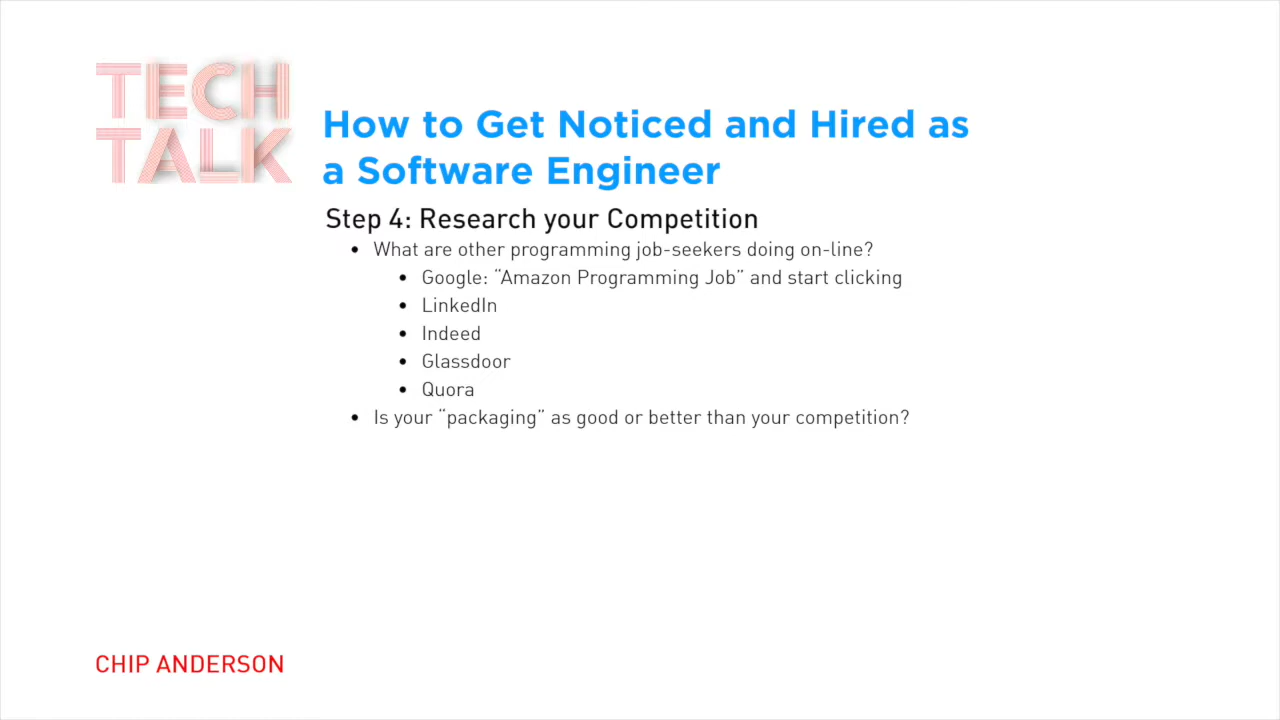 TECH
TALK
How to Get Noticed and Hired as
a Software Engineer
Step 4: Research your Competition
• What are other programming job-seekers doing on-line?
• Google: “Amazon Programming Job” and start clicking
• LinkedIn
• Indeed
• Glassdoor
• Quora
• Is your “packaging” as good or better than your competition?
CHIP ANDERSON